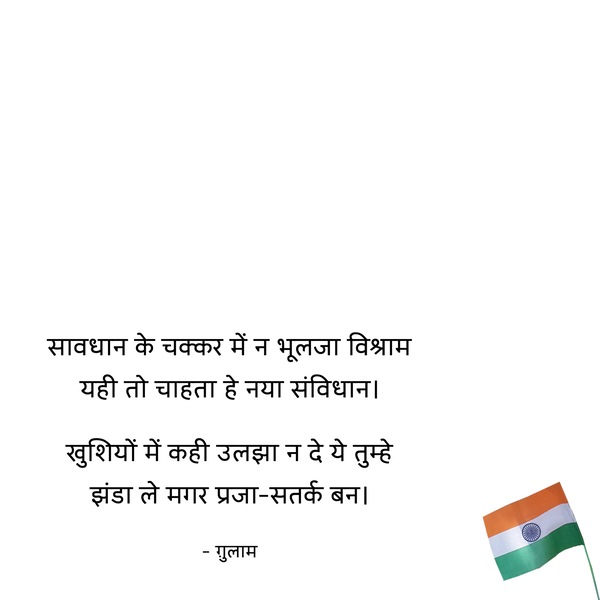 सावधान के चक्कर में न भूलजा विश्राम
यही तो चाहता हे नया संविधान।
खुशियों में कही उलझा न दे ये तुम्हे
झंडा ले मगर प्रजा-सतर्क बन।
- ग़ुलाम